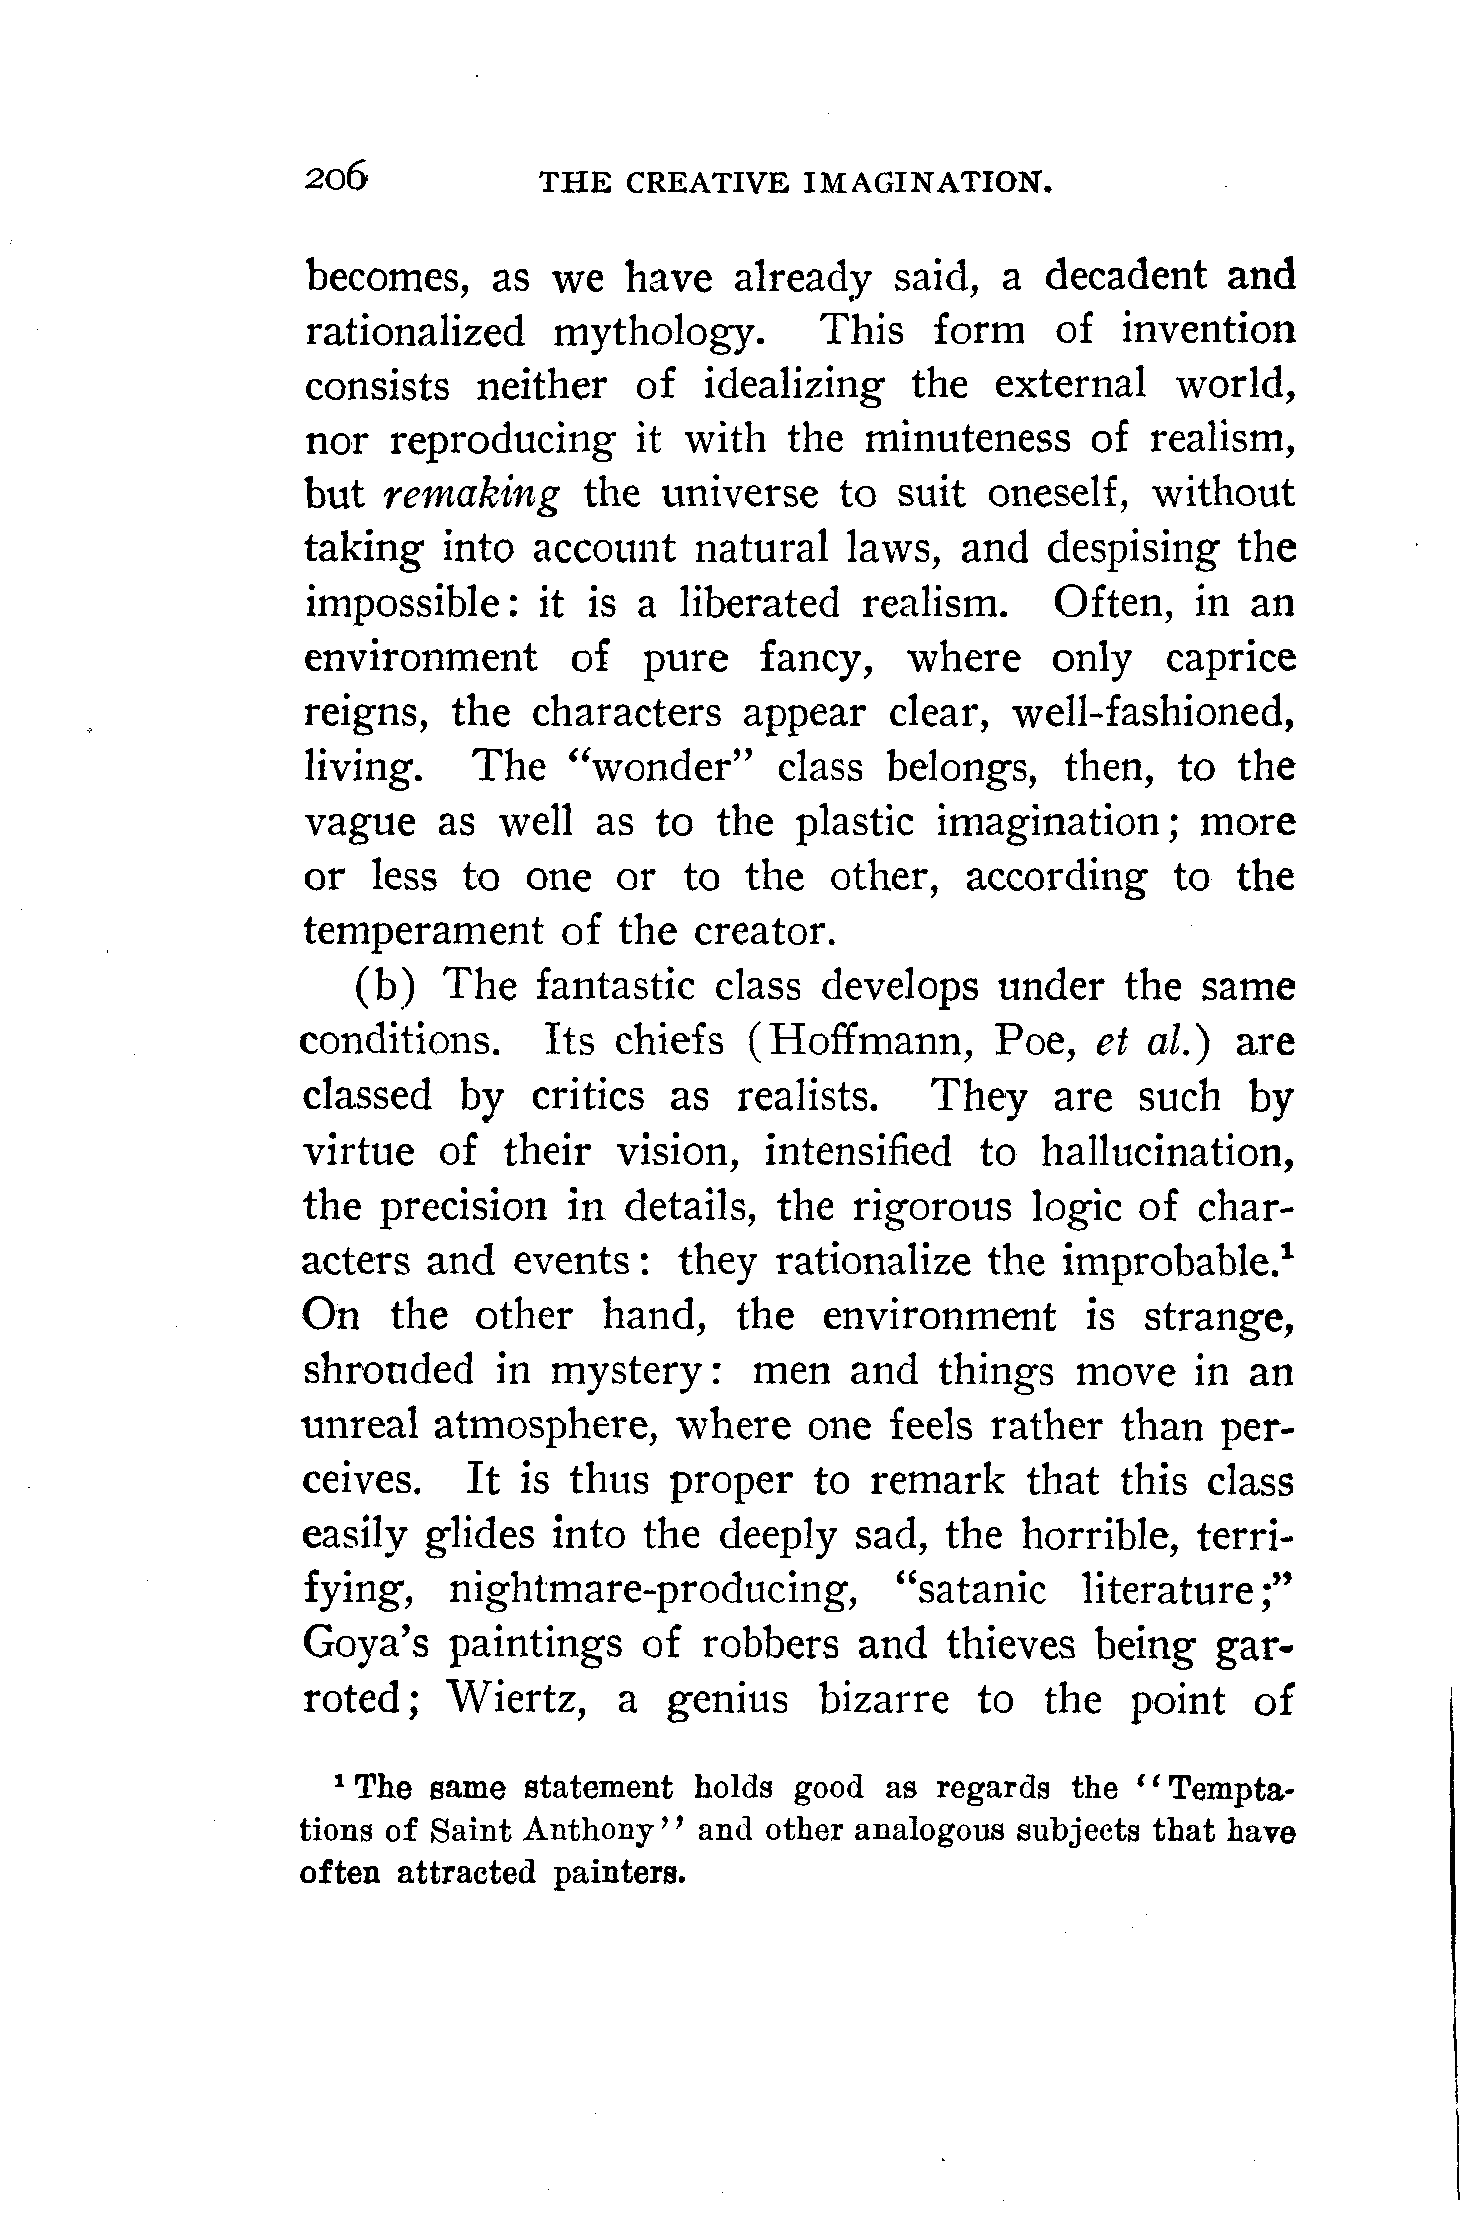 206 THE CREATIVE IMAGINATION.
becomes, as we have already said, a decadent and
rationalized mythology. This form of invention
consists neither of idealizing the external world,
nor reproducing it with the minuteness of realism,
but remaking the universe to suit oneself, without
taking into account natural laws, and despising the
impossible: it is a liberated realism. Often, in an
environment of pure fancy, where only caprice
reigns, the characters appear clear, well-fashioned,
living. The "wonder" class belongs, then, to the
vague as well as to the plastic imagination; more
or less to one or to the other, according to the
temperament of the creator.
(b) The fantastic class develops under the same
conditions. Its chiefs (Hoffmann, Poe, et al.) are
classed by critics as realists. They are such by
virtue of their vision, intensified to hallucination,
the precision in details, the rigorous logic of char-
acters and events: they rationalize the improbable.¹
On the other hand, the environment is strange,
shrouded in mystery: men and things move in an
unreal atmosphere, where one feels rather than per-
ceives. It is thus proper to remark that this class
easily glides into the deeply sad, the horrible, terri-
fying, nightmare-producing, "satanic literature;"
Goya's paintings of robbers and thieves being gar-
roted; Wiertz, a genius bizarre to the point of
¹ The same statement holds good as regards the "Tempta-
tions of Saint Anthony" and other analogous subjects that have
often attracted painters.